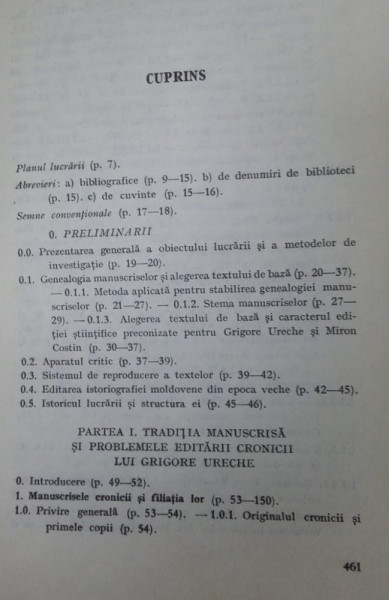 CUPRINS
Planul lucrării (p. 7).
Abrevieri: a) bibliografice (p. 9—15). b) de denumiri de biblioteci
(p. 15). c) de cuvinte (p. 15—16).
Semne convenționale (p. 17—18).
0. PRELIMINARII
0.0. Prezentarea generală a obiectului lucrării și a metodelor de
investigație (p. 19—20).
0.1. Genealogia manuscriselor și alegerea textului de bază (p. 20—37).
— 0.1.1. Metoda aplicată pentru stabilirea genealogiei manu-
scriselor (p. 21—27). — 0.1.2. Stema manuscriselor (p. 27—
29). — 0.1.3. Alegerea textului de bază și caracterul edi-
ției științifice preconizate pentru Grigore Ureche și Miron
Costin (p. 30—37).
0.2. Aparatul critic (p. 37—39).
0.3. Sistemul de reproducere a textelor (p. 39—42).
0.4. Editarea istoriografiei moldovene din epoca veche (p. 42—45).
0.5. Istoricul lucrării și structura ei (p. 45—46).
PARTEA I. TRADIȚIA MANUSCRISĂ
ȘI PROBLEMELE EDITĂRII CRONICII
LUI GRIGORE URECHE
0. Introducere (p. 49—52).
1. Manuscrisele cronicii și filiația lor (p. 53—150).
1.0. Privire generală (p. 53—54). — 1.0.1. Originalul cronicii și
primele copii (p. 54).
461